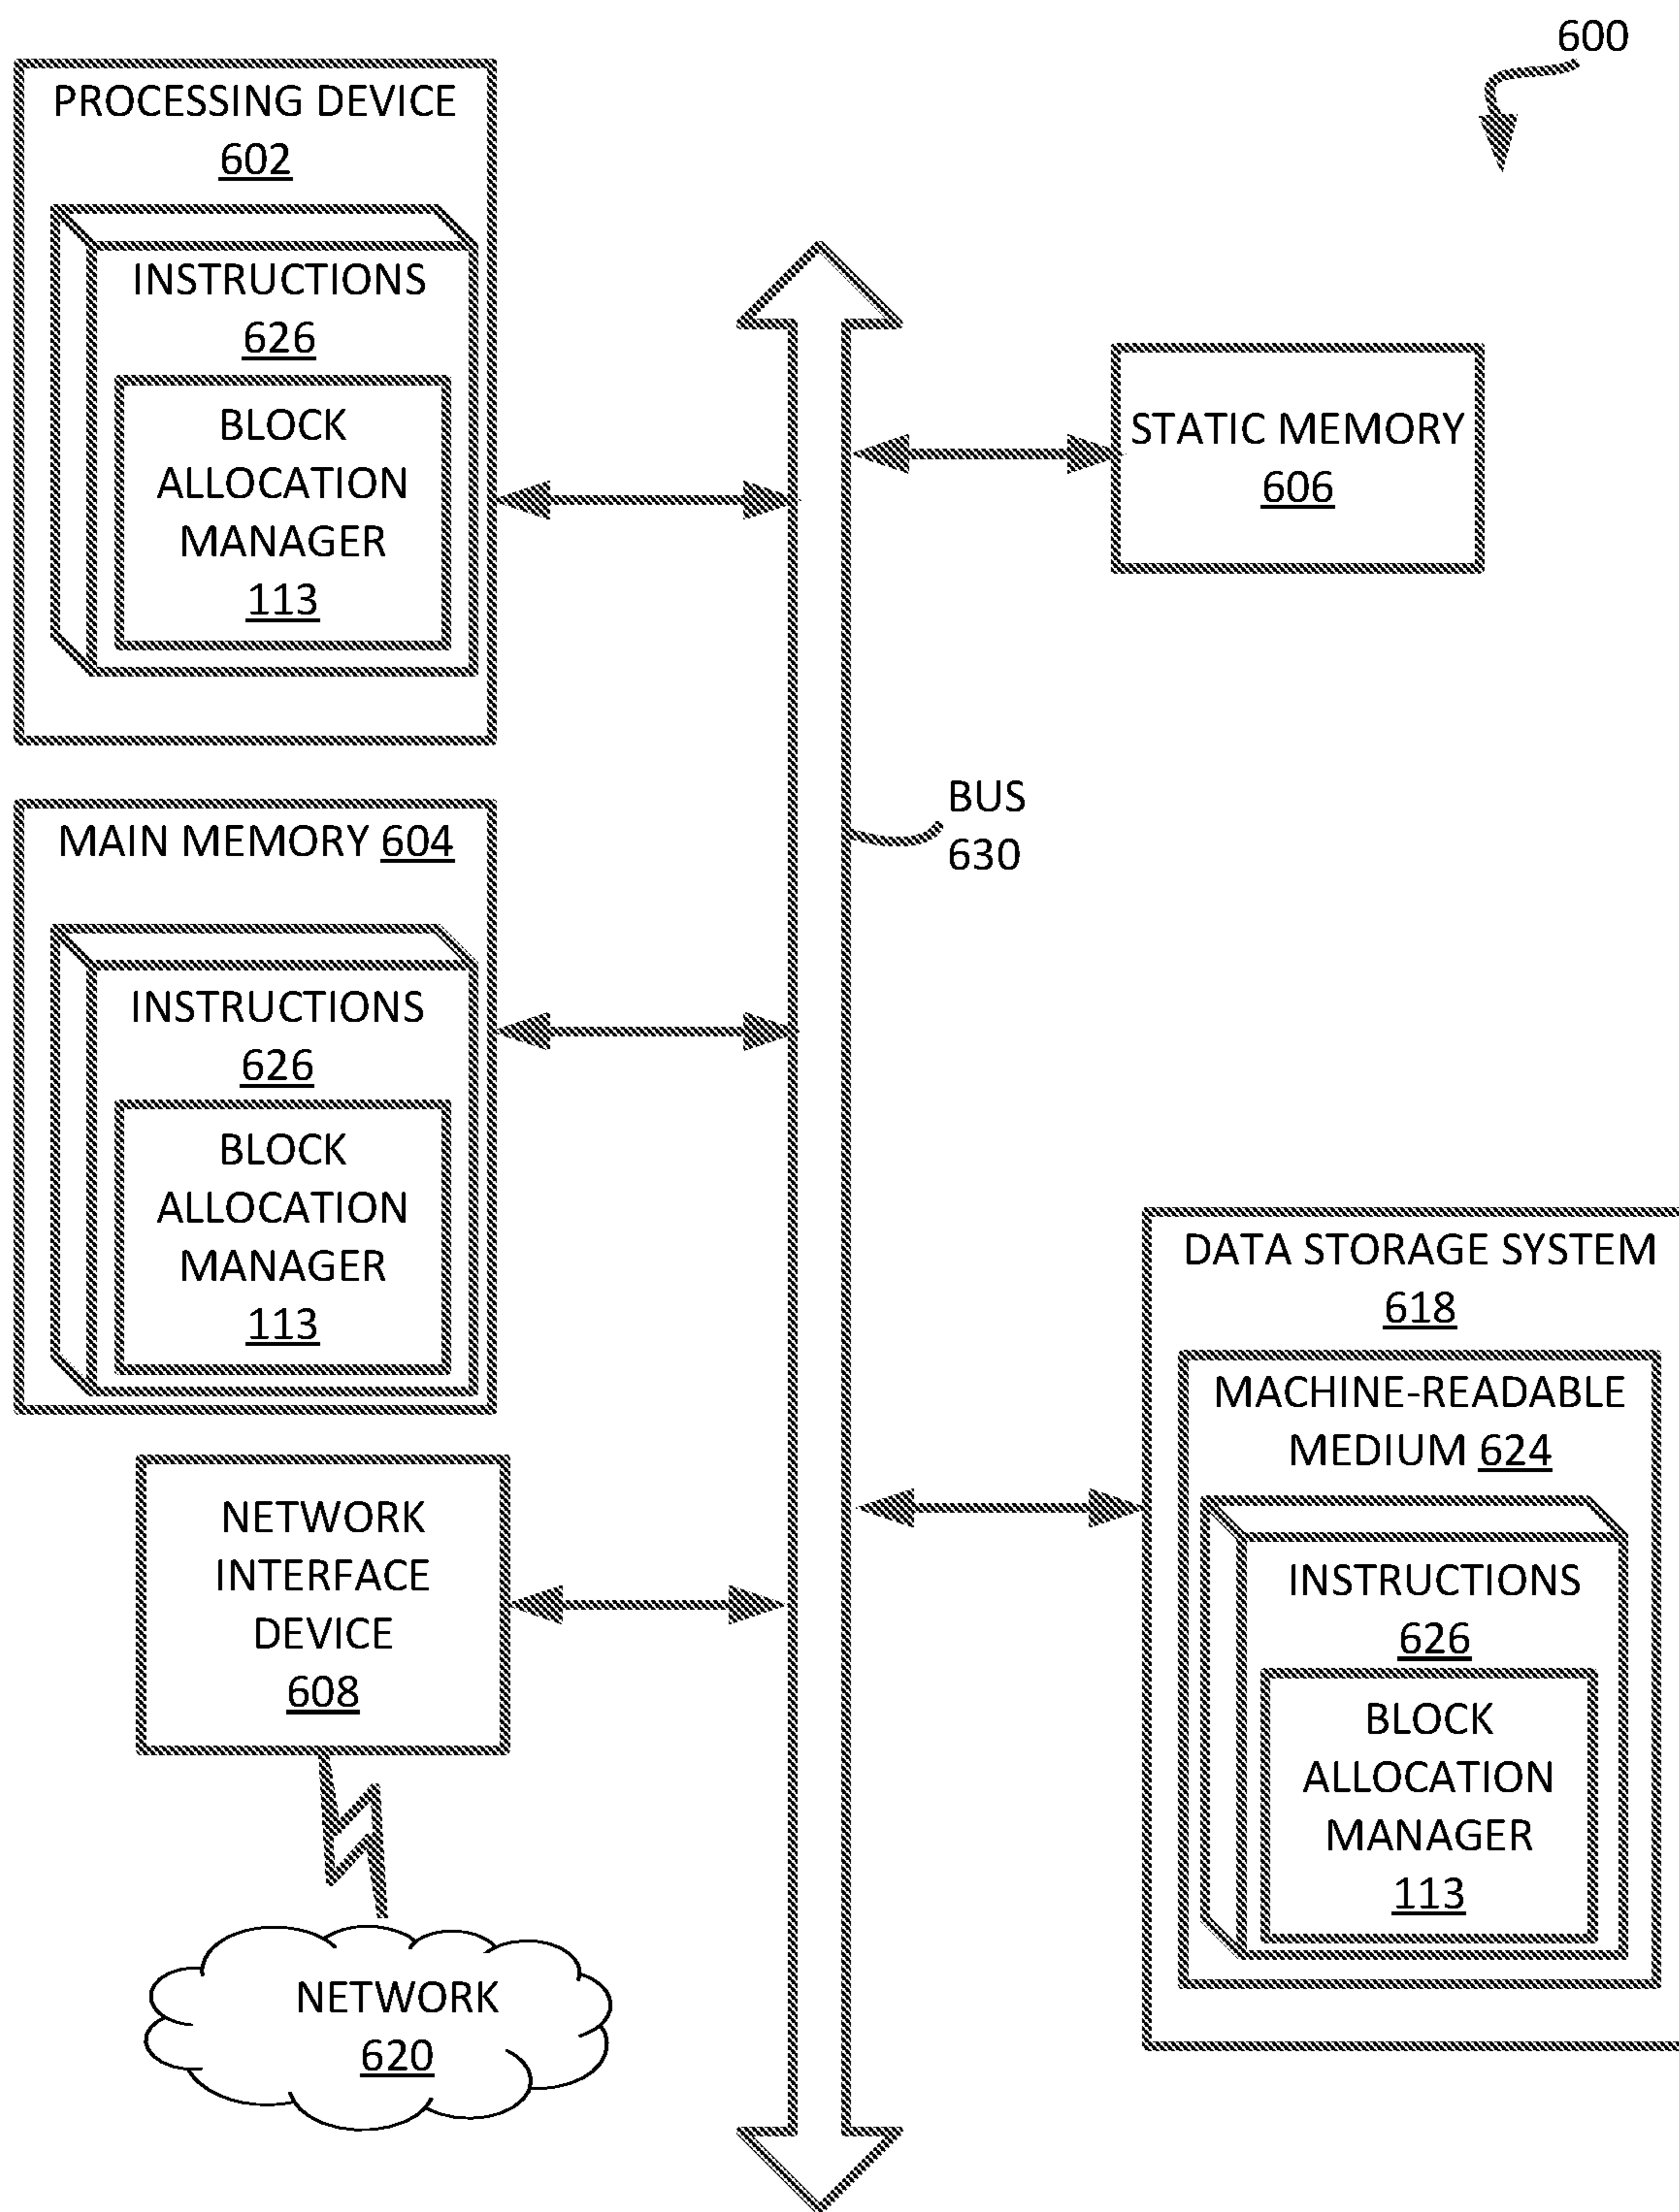 600
PROCESSING DEVICE
602
INSTRUCTIONS
626
BLOCK
ALLOCATION
MANAGER
113
STATIC MEMORY
606
BUS
630
MAIN MEMORY 604
INSTRUCTIONS
626
BLOCK
ALLOCATION
MANAGER
113
DATA STORAGE SYSTEM
618
MACHINE-READABLE
MEDIUM 624
INSTRUCTIONS
626
BLOCK
ALLOCATION
MANAGER
113
NETWORK
INTERFACE
DEVICE
608
NETWORK
620